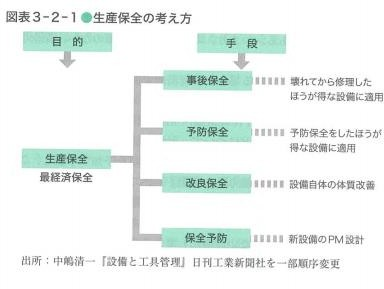 図表3-2-1●生産保全の考え方
目 的
手 段
事後保全
壊れてから修理した
ほうが得な設備に適用
予防保全
予防保全をしたほうが
得な設備に適用
生産保全
最経済保全
改良保全
設備自体の体質改善
保全予防
新設備のPM設計
出所：中嶋清一『設備と工具管理』日刊工業新聞社を一部順序変更